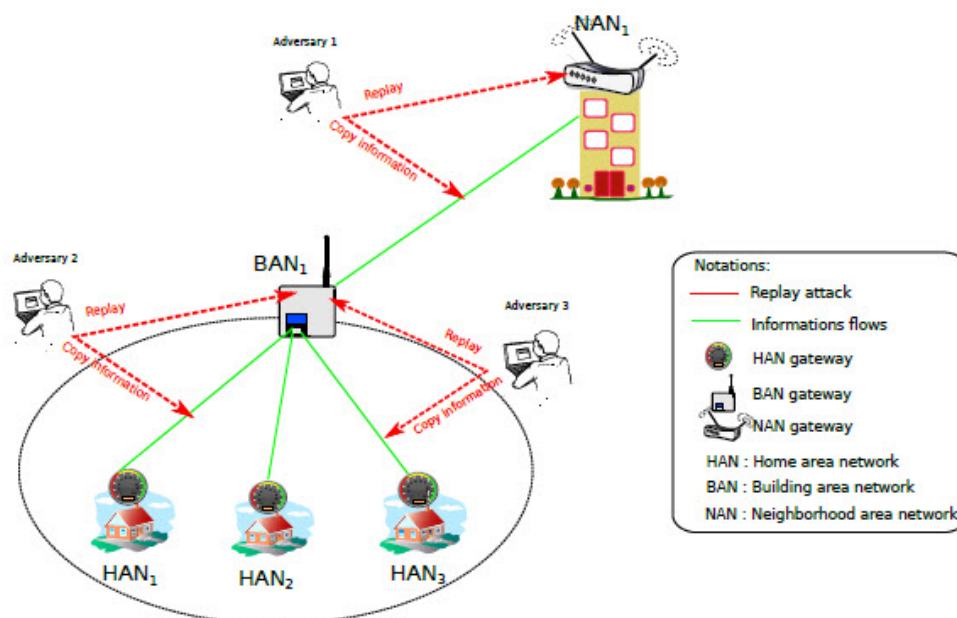 NAN1
Adversary 1
Replay
Copy information
Adversary 2
BAN1
Replay
Copy information
Adversary 3
Replay
Copy information
HAN1
HAN2
HAN3
Notations:
Replay attack
Informations flows
HAN gateway
BAN gateway
NAN gateway
HAN : Home area network
BAN : Building area network
NAN : Neighborhood area network